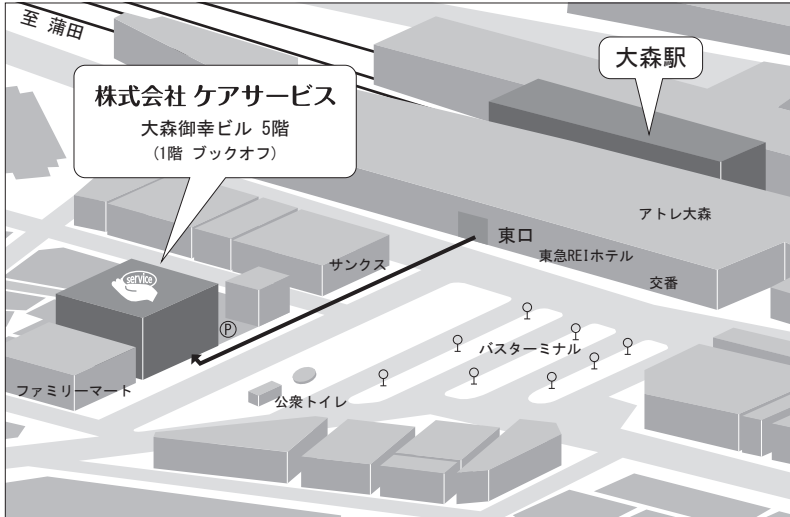 至 蒲田
株式会社 ケアサービス
大森御幸ビル 5階
(1階 ブックオフ)
大森駅
アトレ大森
東口
東急REIホテル
サンクス
交番
service
P
バスターミナル
ファミリーマート
公衆トイレ